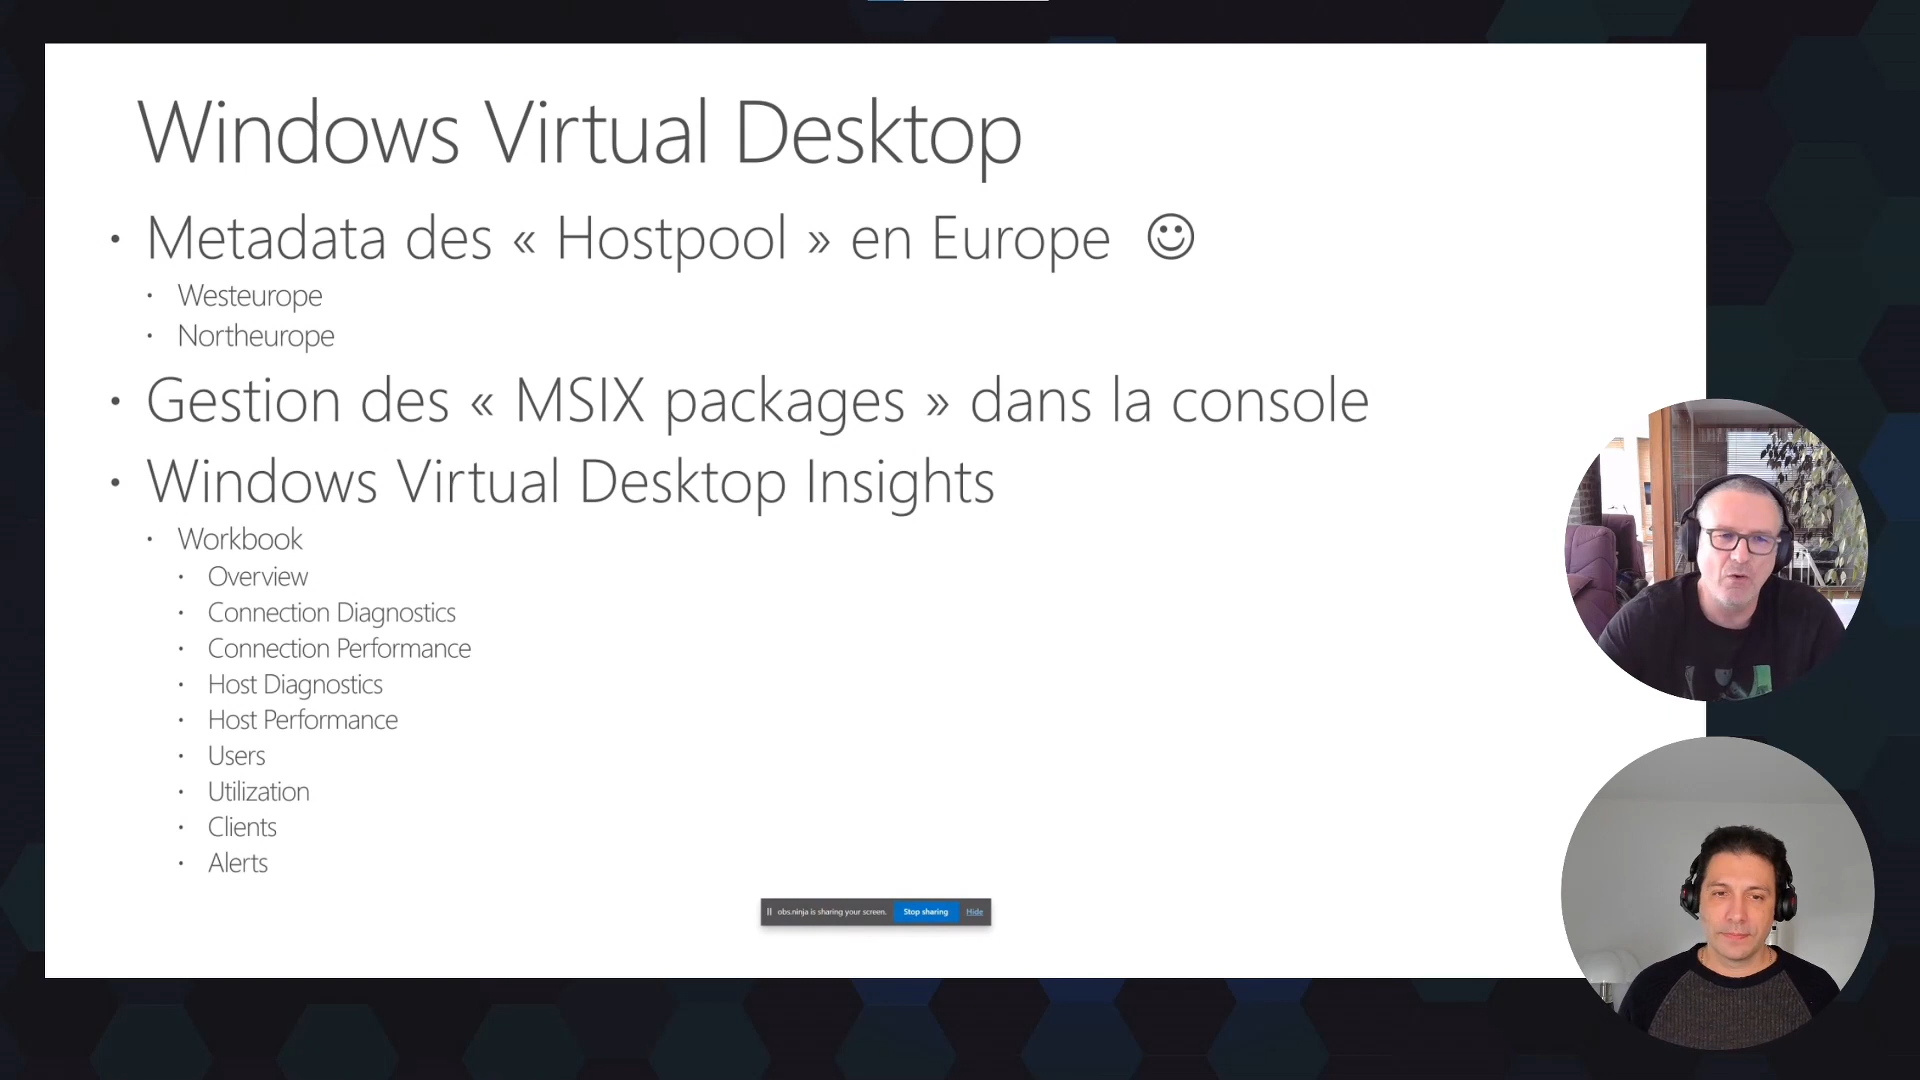 Windows Virtual Desktop
• Metadata des « Hostpool » en Europe ☺
• Westeurope
• Northeurope
• Gestion des « MSIX packages » dans la console
• Windows Virtual Desktop Insights
• Workbook
• Overview
• Connection Diagnostics
• Connection Performance
• Host Diagnostics
• Host Performance
• Users
• Utilization
• Clients
• Alerts
obs.ninja is sharing your screen. Stop sharing Hide